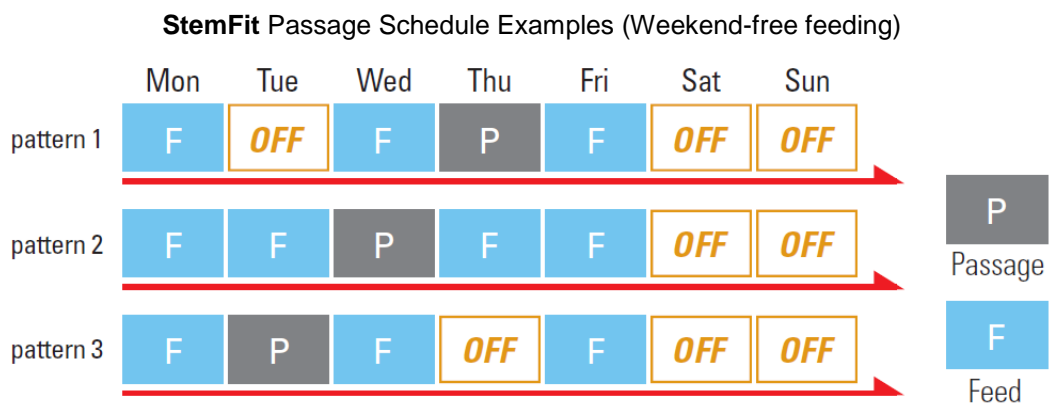 StemFit Passage Schedule Examples (Weekend-free feeding)
Mon Tue Wed Thu Fri Sat Sun
pattern 1 F OFF F P F OFF OFF
pattern 2 F F P F F OFF OFF
pattern 3 F P F OFF F OFF OFF
P
Passage
F
Feed